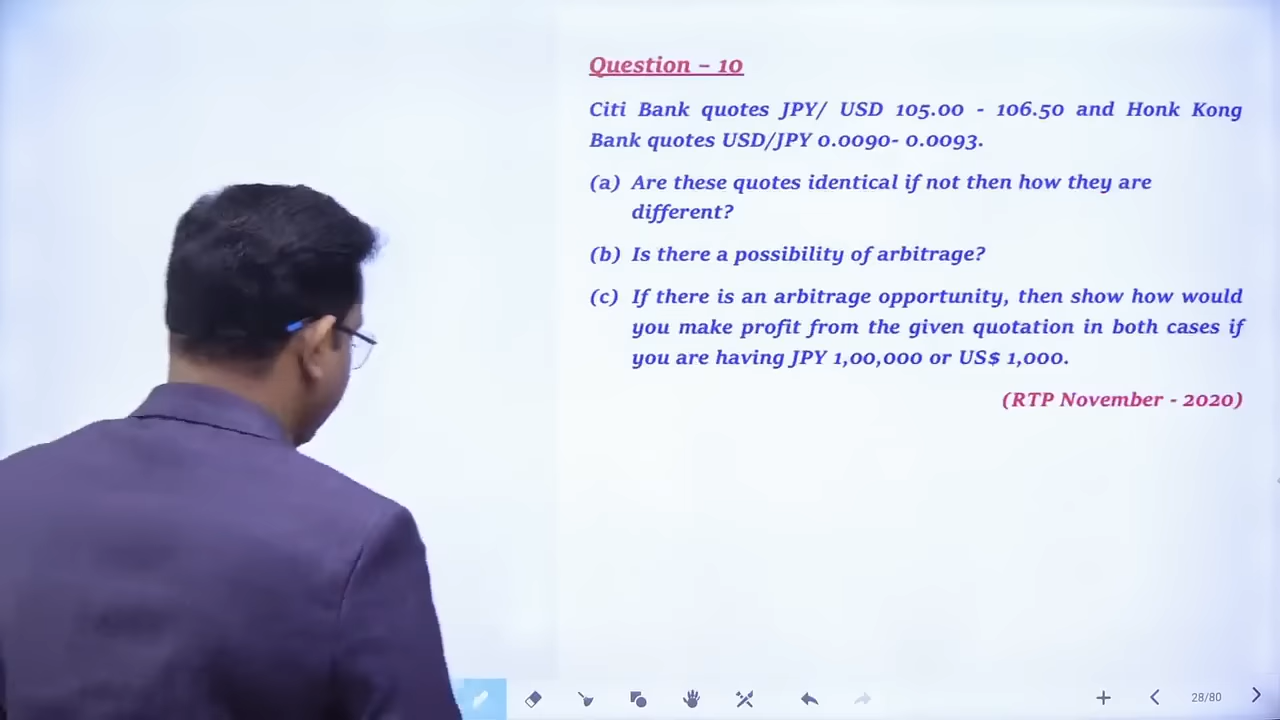 Question – 10
Citi Bank quotes JPY/ USD 105.00 - 106.50 and Honk Kong
Bank quotes USD/JPY 0.0090- 0.0093.
(a) Are these quotes identical if not then how they are
different?
(b) Is there a possibility of arbitrage?
(c) If there is an arbitrage opportunity, then show how would
you make profit from the given quotation in both cases if
you are having JPY 1,00,000 or US$ 1,000.
(RTP November - 2020)
28/80